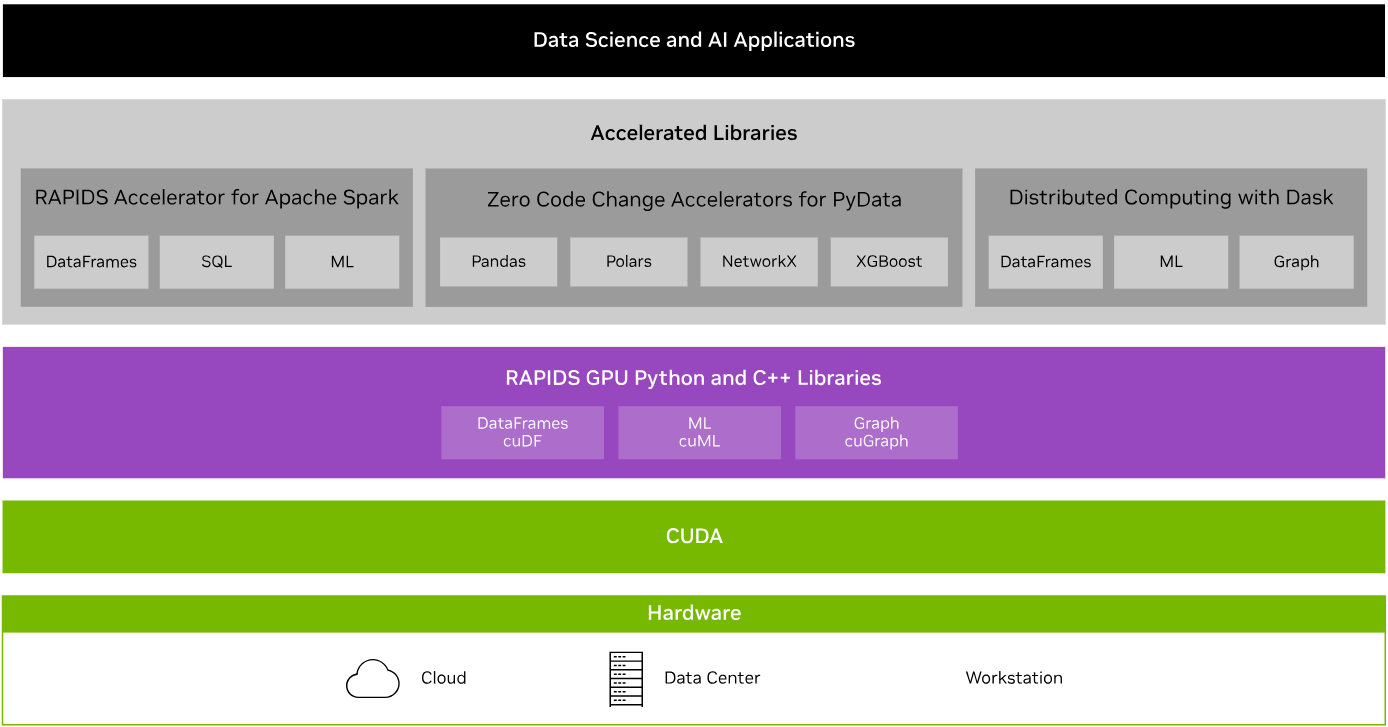 Data Science and AI Applications
Accelerated Libraries
RAPIDS Accelerator for Apache Spark
DataFrames
SQL
ML
Zero Code Change Accelerators for PyData
Pandas
Polars
NetworkX
XGBoost
Distributed Computing with Dask
DataFrames
ML
Graph
RAPIDS GPU Python and C++ Libraries
DataFrames
cuDF
ML
cuML
Graph
cuGraph
CUDA
Hardware
Cloud
Data Center
Workstation